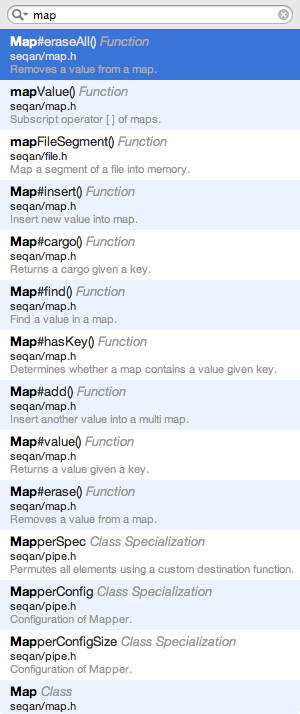 map
Map#eraseAll() Function
seqan/map.h
Removes a value from a map.
mapValue() Function
seqan/map.h
Subscript operator [ ] of maps.
mapFileSegment() Function
seqan/file.h
Map a segment of a file into memory.
Map#insert() Function
seqan/map.h
Insert new value into map.
Map#cargo() Function
seqan/map.h
Returns a cargo given a key.
Map#find() Function
seqan/map.h
Find a value in a map.
Map#hasKey() Function
seqan/map.h
Determines whether a map contains a value given key.
Map#add() Function
seqan/map.h
Insert another value into a multi map.
Map#value() Function
seqan/map.h
Returns a value given a key.
Map#erase() Function
seqan/map.h
Removes a value from a map.
MapperSpec Class Specialization
seqan/pipe.h
Permutes all elements using a custom destination function.
MapperConfig Class Specialization
seqan/pipe.h
Configuration of Mapper.
MapperConfigSize Class Specialization
seqan/pipe.h
Configuration of Mapper.
Map Class
seqan/map.h